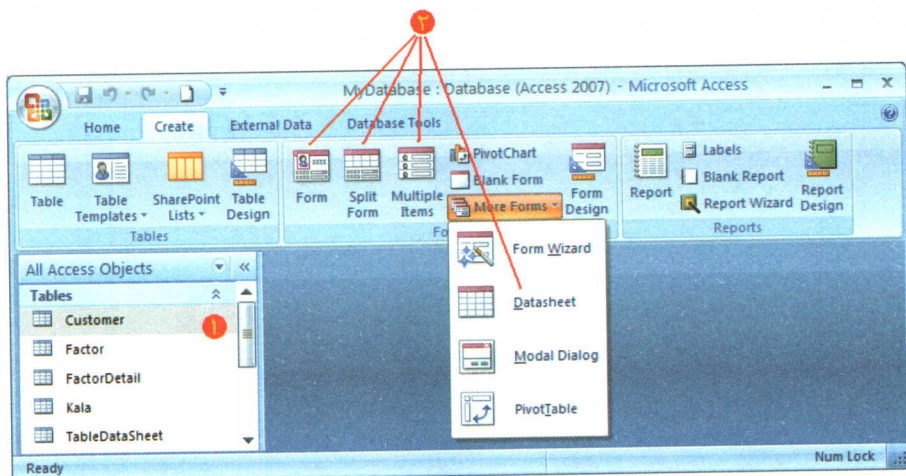 ۲
MyDatabase : Database (Access 2007) - Microsoft Access
Home Create External Data Database Tools
Table
Table Templates
SharePoint Lists
Table Design
Tables
Form
Split Form
Multiple Items
PivotChart
Blank Form
More Forms
Form Design
Fo
Report
Labels
Blank Report
Report Wizard
Report Design
Reports
Form Wizard
Datasheet
Modal Dialog
PivotTable
All Access Objects
Tables
Customer
۱
Factor
FactorDetail
Kala
TableDataSheet
Ready
Num Lock